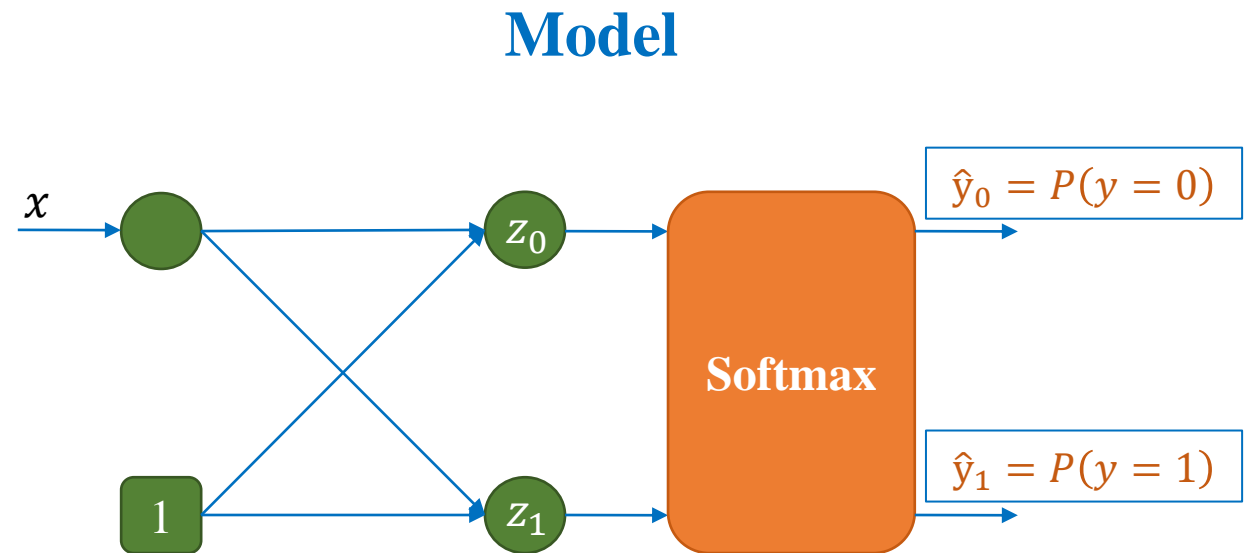 Model
x
z₀
ŷ₀ = P(y = 0)
Softmax
1
z₁
ŷ₁ = P(y = 1)